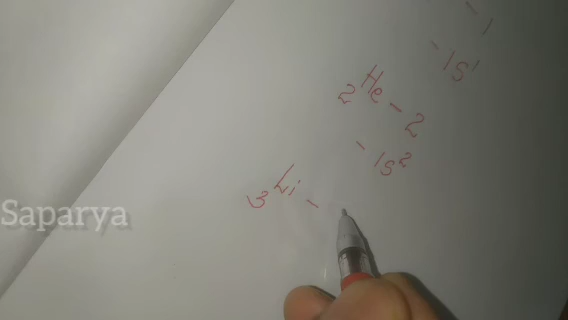 - 1
- 1s¹
₂He - 2
- 1s²
₃Li -
Saparya